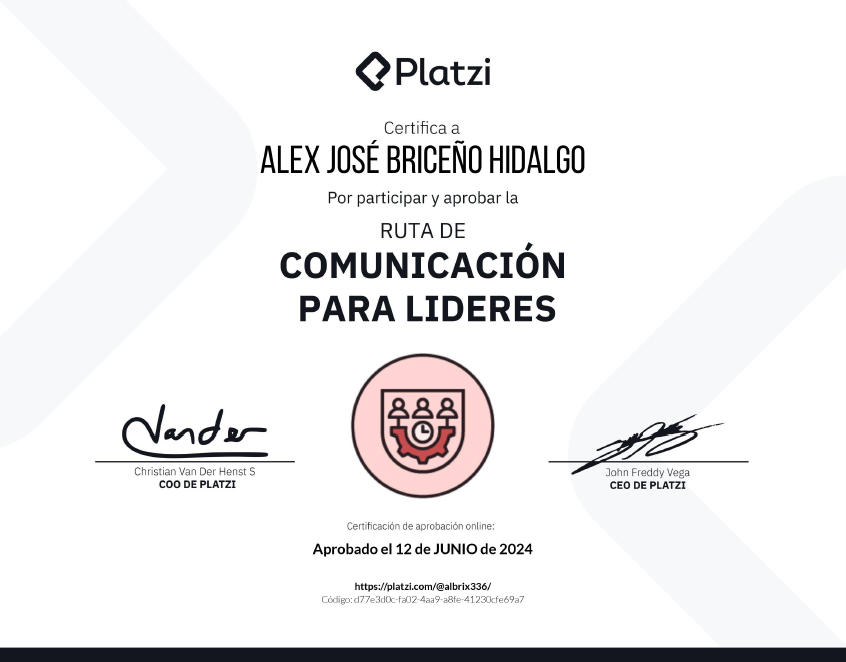 Platzi
Certifica a
ALEX JOSÉ BRICEÑO HIDALGO
Por participar y aprobar la
RUTA DE
COMUNICACIÓN
PARA LIDERES
Vander
Christian Van Der Henst S
COO DE PLATZI
John Freddy Vega
CEO DE PLATZI
Certificación de aprobación online:
Aprobado el 12 de JUNIO de 2024
https://platzi.com/@albrix336/
Código: d77e3d0c-fa02-4aa9-a8fe-41230cfe69a7